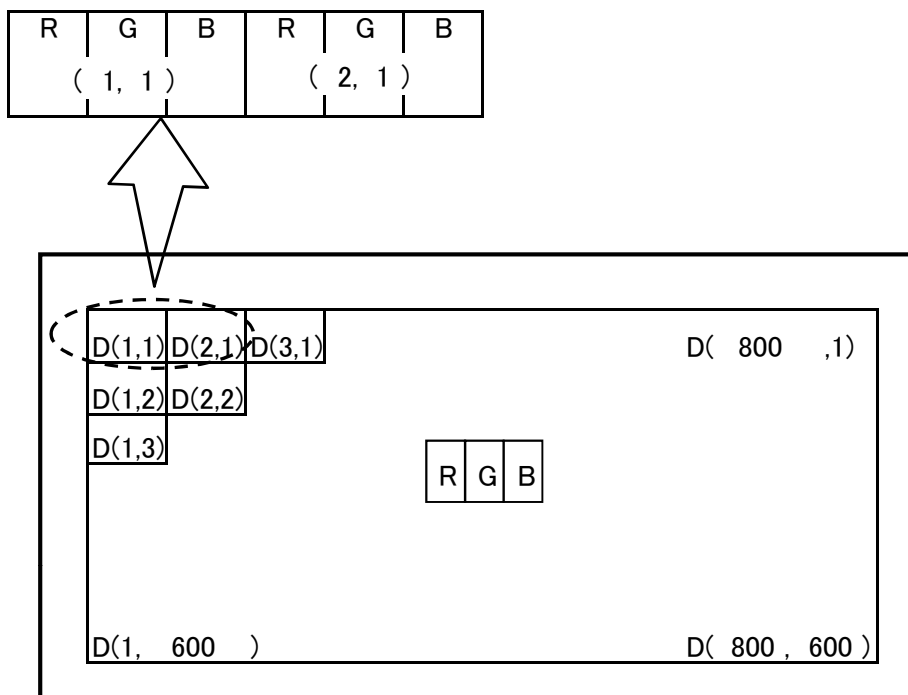 R G B R G B
( 1, 1 ) ( 2, 1 )
D(1,1) D(2,1) D(3,1) D( 800 ,1)
D(1,2) D(2,2)
D(1,3)
R G B
D(1, 600 ) D( 800 , 600 )